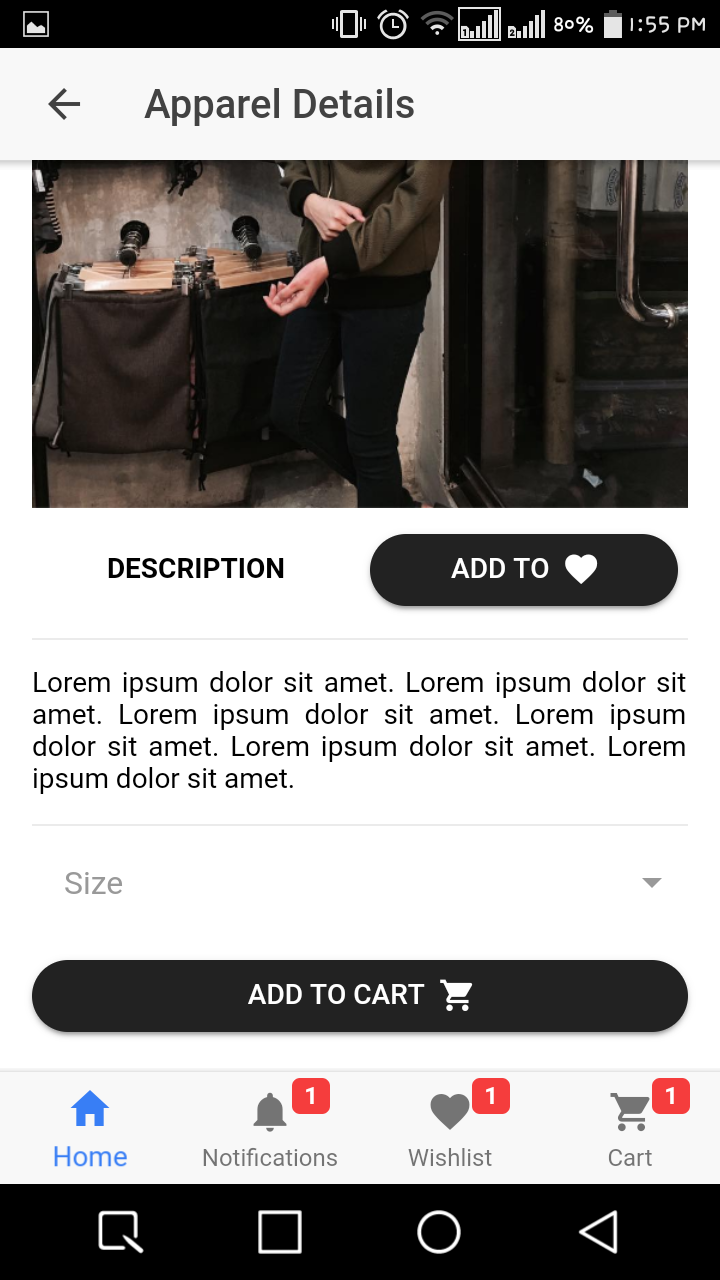 80% 1:55 PM
Apparel Details
DESCRIPTION
ADD TO
Lorem ipsum dolor sit amet. Lorem ipsum dolor sit
amet. Lorem ipsum dolor sit amet. Lorem ipsum
dolor sit amet. Lorem ipsum dolor sit amet. Lorem
ipsum dolor sit amet.
Size
ADD TO CART
1 1 1
Home Notifications Wishlist Cart